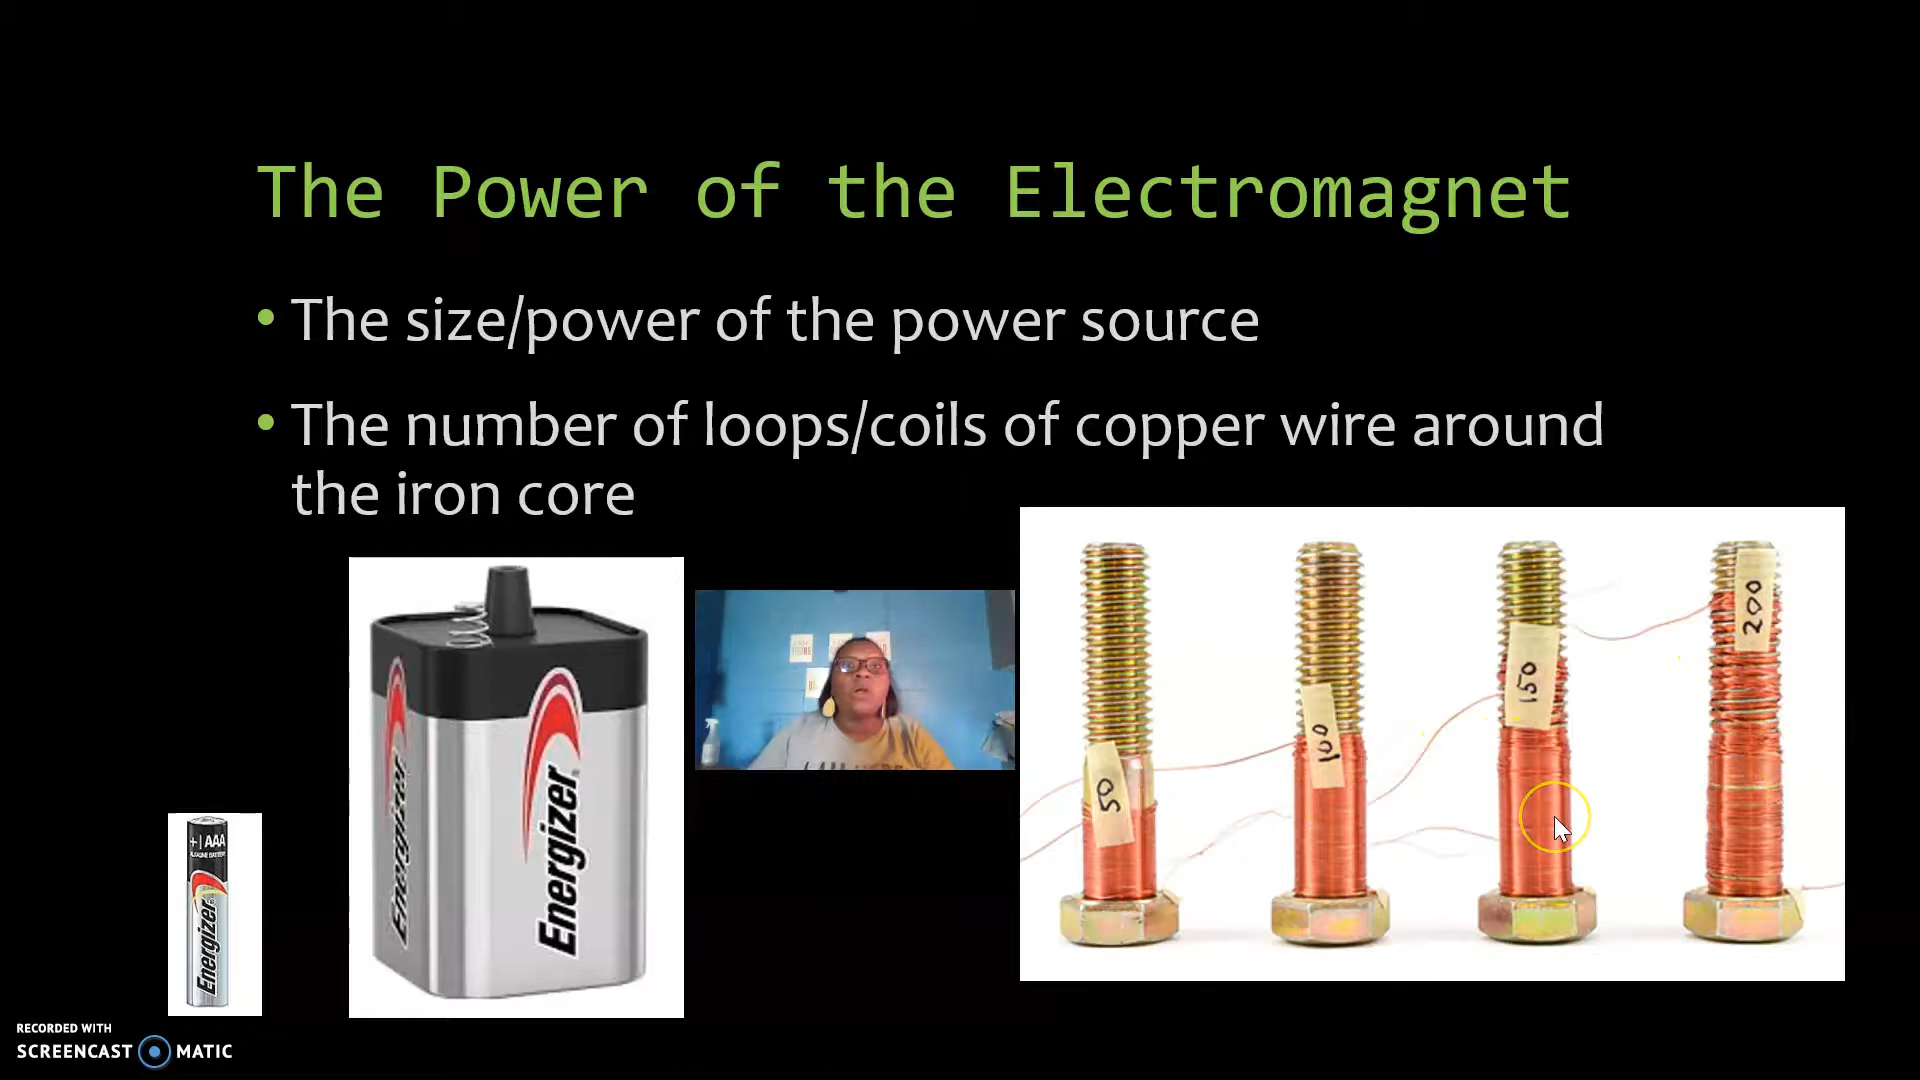 The Power of the Electromagnet
• The size/power of the power source
• The number of loops/coils of copper wire around
the iron core
50
100
150
200
Energizer
Energizer
+ | AAA
ALKALINE BATTERY
Energizer
RECORDED WITH
SCREENCAST MATIC